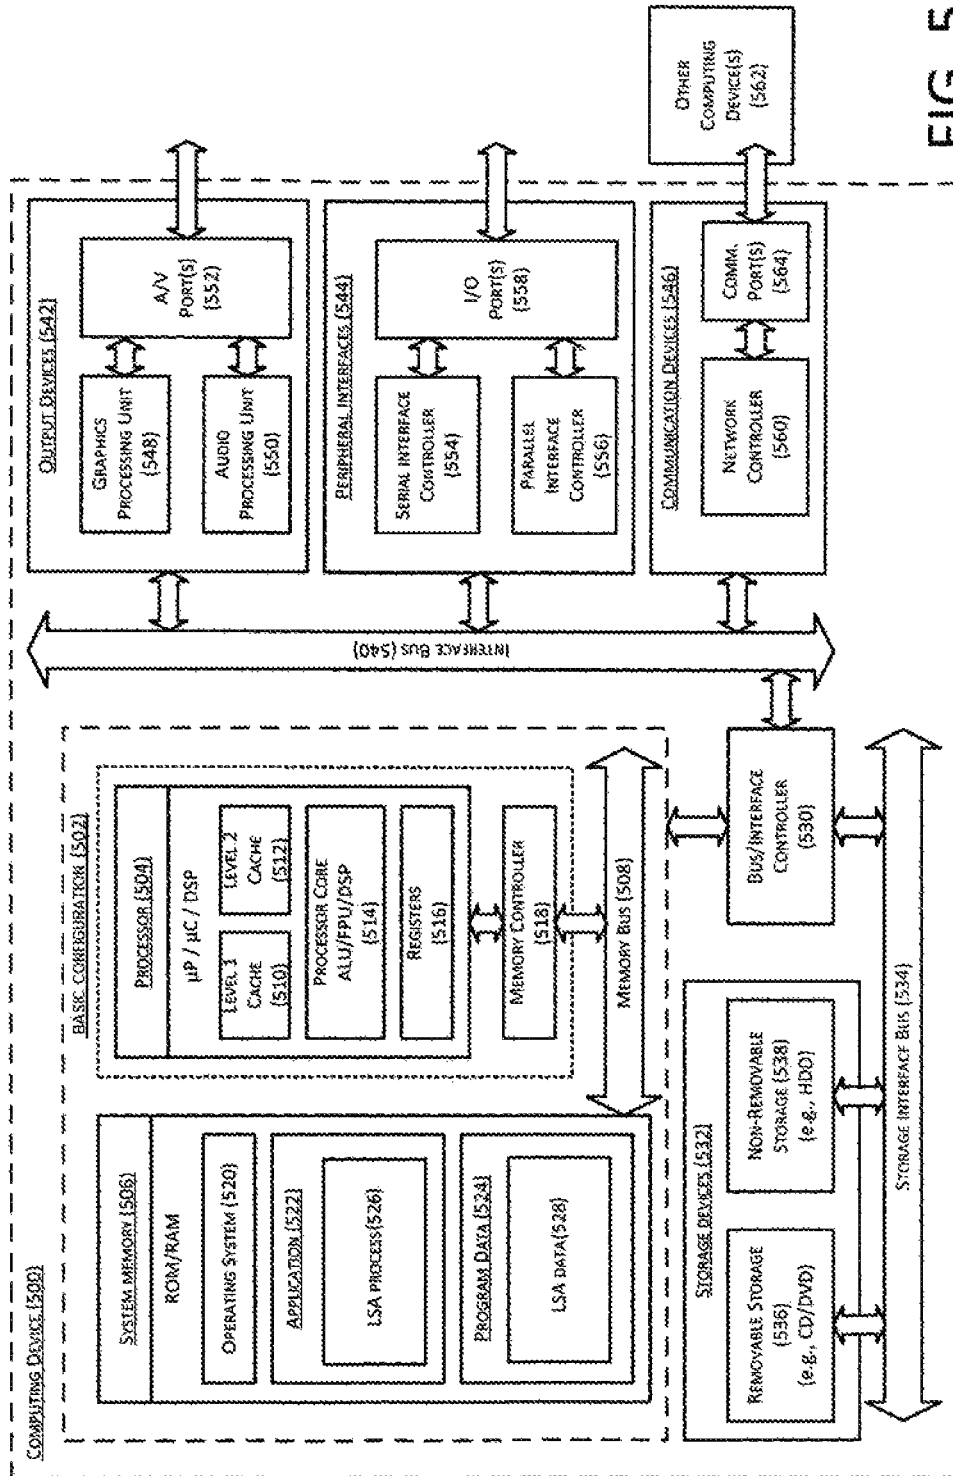 COMPUTING DEVICE (500)
BASIC CONFIGURATION (502)
SYSTEM MEMORY (506)
ROM/RAM
OPERATING SYSTEM (520)
APPLICATION (522)
LSA PROCESS(526)
PROGRAM DATA (524)
LSA DATA(528)
PROCESSOR (504)
µP / µC / DSP
LEVEL 1
CACHE
(510)
LEVEL 2
CACHE
(512)
PROCESSOR CORE
ALU/FPU/DSP
(514)
REGISTERS
(516)
MEMORY CONTROLLER
(518)
MEMORY BUS (508)
BUS/INTERFACE
CONTROLLER
(530)
STORAGE DEVICES (532)
REMOVABLE STORAGE
(536)
(e.g., CD/DVD)
NON-REMOVABLE
STORAGE (538)
(e.g., HDD)
STORAGE INTERFACE BUS (534)
INTERFACE BUS (540)
OUTPUT DEVICES (542)
GRAPHICS
PROCESSING UNIT
(548)
AUDIO
PROCESSING UNIT
(550)
A/V
PORT(S)
(552)
PERIPHERAL INTERFACES (544)
SERIAL INTERFACE
CONTROLLER
(554)
PARALLEL
INTERFACE
CONTROLLER
(556)
I/O
PORT(S)
(558)
COMMUNICATION DEVICES (546)
NETWORK
CONTROLLER
(560)
COMM.
PORT(S)
(564)
OTHER
COMPUTING
DEVICE(S)
(562)
FIG. 5